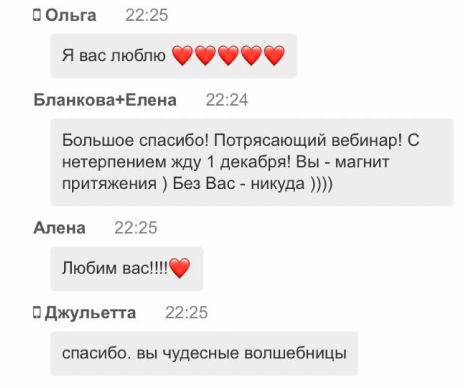 Ольга 22:25
Я вас люблю ❤️❤️❤️❤️❤️
Бланкова+Елена 22:24
Большое спасибо! Потрясающий вебинар! С
нетерпением жду 1 декабря! Вы - магнит
притяжения ) Без Вас - никуда ))))
Алена 22:25
Любим вас!!!!❤️
Джульетта 22:25
спасибо. вы чудесные волшебницы